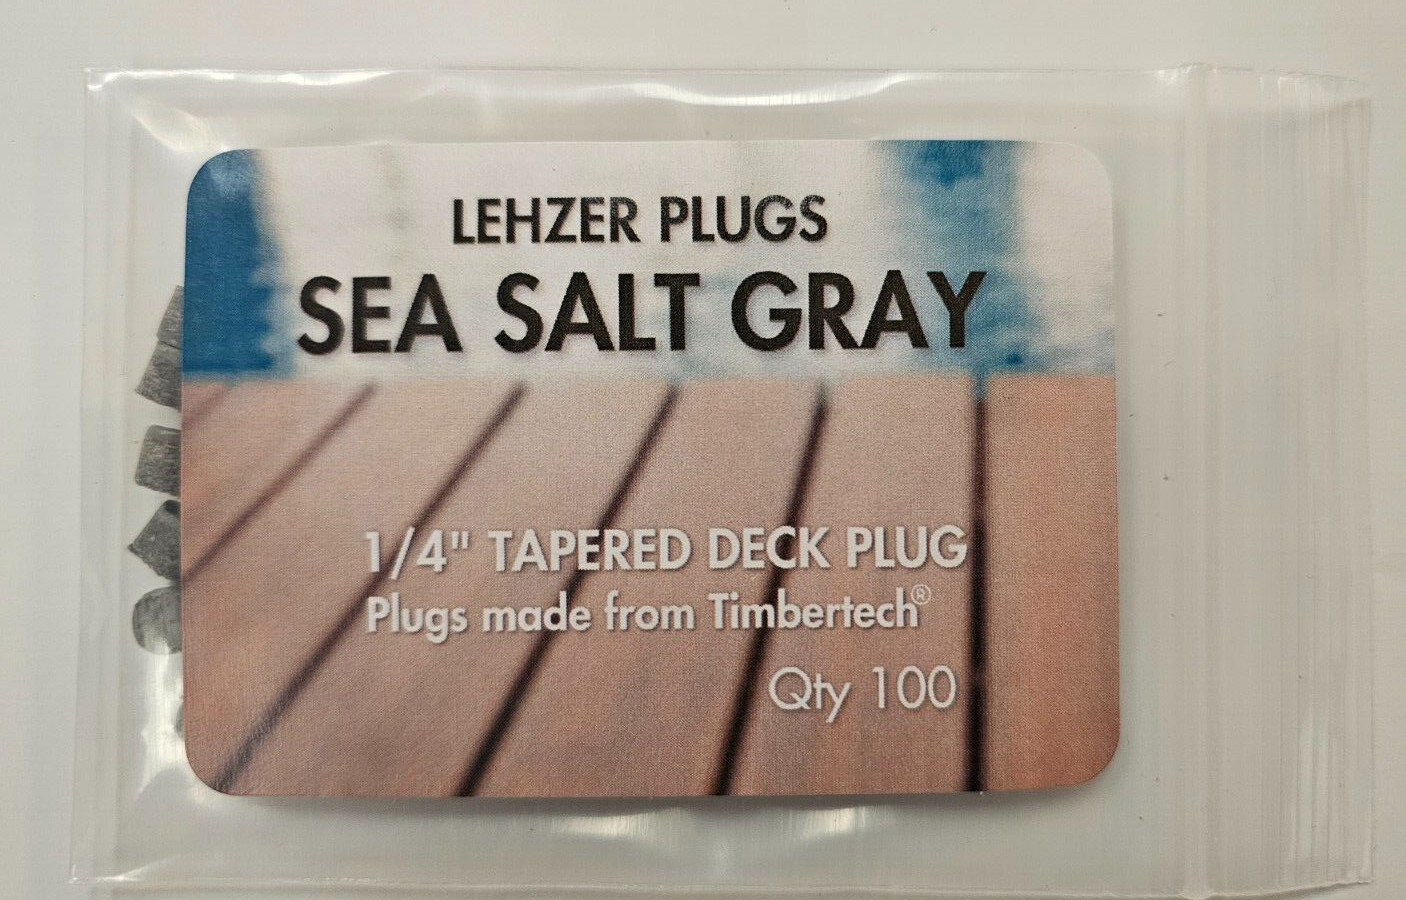 LEHZER PLUGS
SEA SALT GRAY
1/4" TAPERED DECK PLUG
Plugs made from Timbertech®
Qty 100